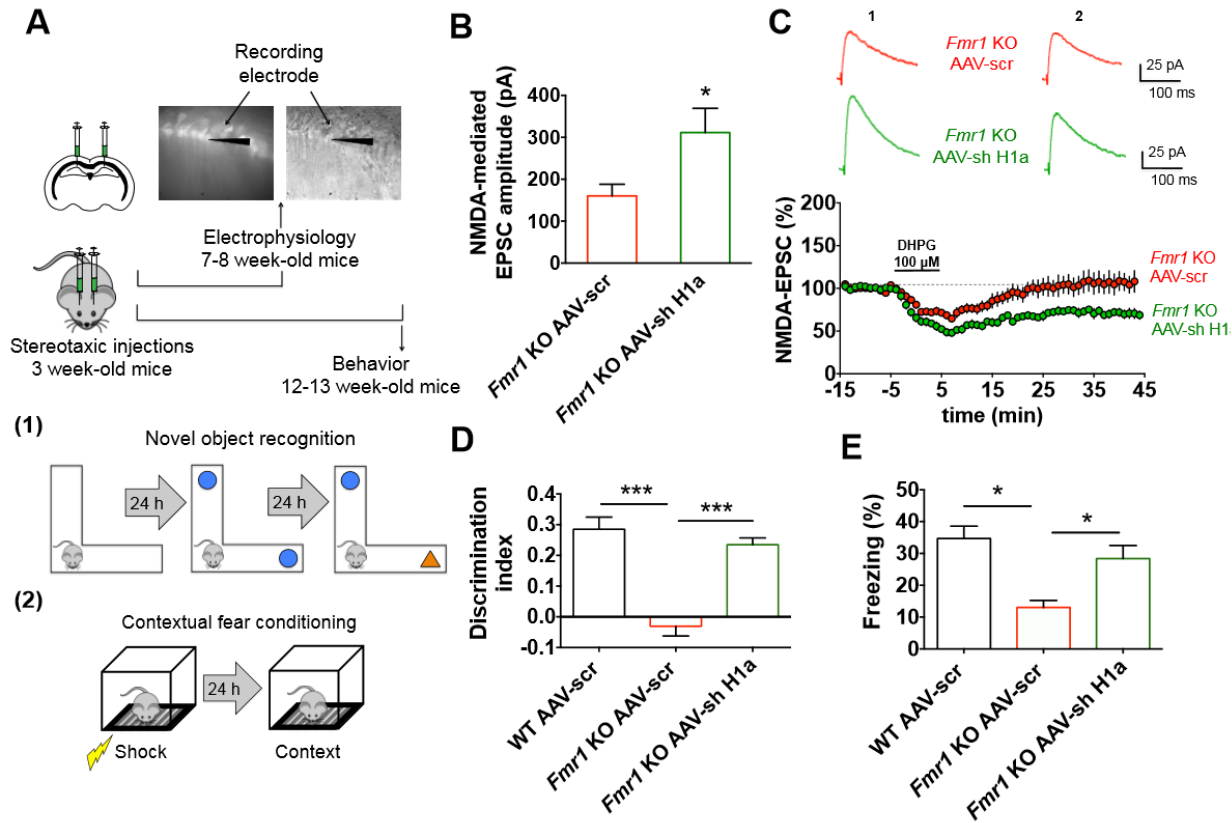 A
Recording
electrode
Electrophysiology
7-8 week-old mice
Stereotaxic injections
3 week-old mice
Behavior
12-13 week-old mice
(1)
Novel object recognition
24 h
24 h
(2)
Contextual fear conditioning
24 h
Shock
Context
B
NMDA-mediated
EPSC amplitude (pA)
400
300
200
100
0
*
Fmr1 KO AAV-scr
Fmr1 KO AAV-sh H1a
C
1
2
Fmr1 KO
AAV-scr
25 pA
100 ms
Fmr1 KO
AAV-sh H1a
25 pA
100 ms
NMDA-EPSC (%)
200
150
100
50
0
DHPG
100 µM
Fmr1 KO
AAV-scr
Fmr1 KO
AAV-sh H1
-15
-5
5
15
25
35
45
time (min)
D
Discrimination
index
0.4
0.3
0.2
0.1
0.0
-0.1
***
***
WT AAV-scr
Fmr1 KO AAV-scr
Fmr1 KO AAV-sh H1a
E
Freezing (%)
50
40
30
20
10
0
*
*
WT AAV-scr
Fmr1 KO AAV-scr
Fmr1 KO AAV-sh H1a